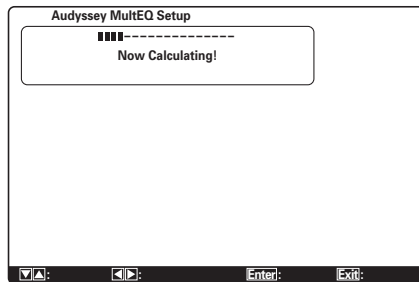 Audyssey MultEQ Setup
Now Calculating!
▼▲: ◀▶: Enter: Exit: